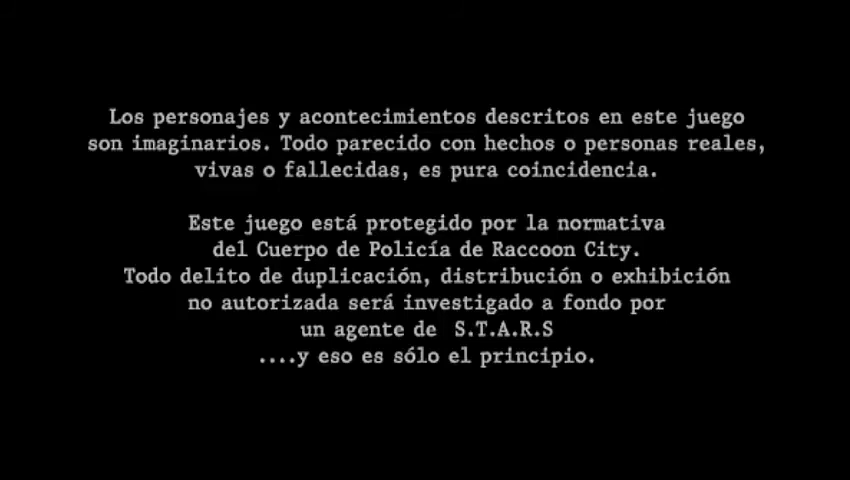 Los personajes y acontecimientos descritos en este juego
son imaginarios. Todo parecido con hechos o personas reales,
vivas o fallecidas, es pura coincidencia.
Este juego está protegido por la normativa
del Cuerpo de Policía de Raccoon City.
Todo delito de duplicación, distribución o exhibición
no autorizada será investigado a fondo por
un agente de  S.T.A.R.S
....y eso es sólo el principio.